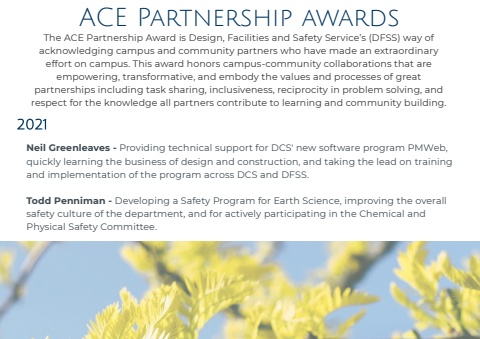 ACE PARTNERSHIP AWARDS
The ACE Partnership Award is Design, Facilities and Safety Service's (DFSS) way of
acknowledging campus and community partners who have made an extraordinary
effort on campus. This award honors campus-community collaborations that are
empowering, transformative, and embody the values and processes of great
partnerships including task sharing, inclusiveness, reciprocity in problem solving, and
respect for the knowledge all partners contribute to learning and community building.
2021
Neil Greenleaves - Providing technical support for DCS' new software program PMWeb,
quickly learning the business of design and construction, and taking the lead on training
and implementation of the program across DCS and DFSS.
Todd Penniman - Developing a Safety Program for Earth Science, improving the overall
safety culture of the department, and for actively participating in the Chemical and
Physical Safety Committee.